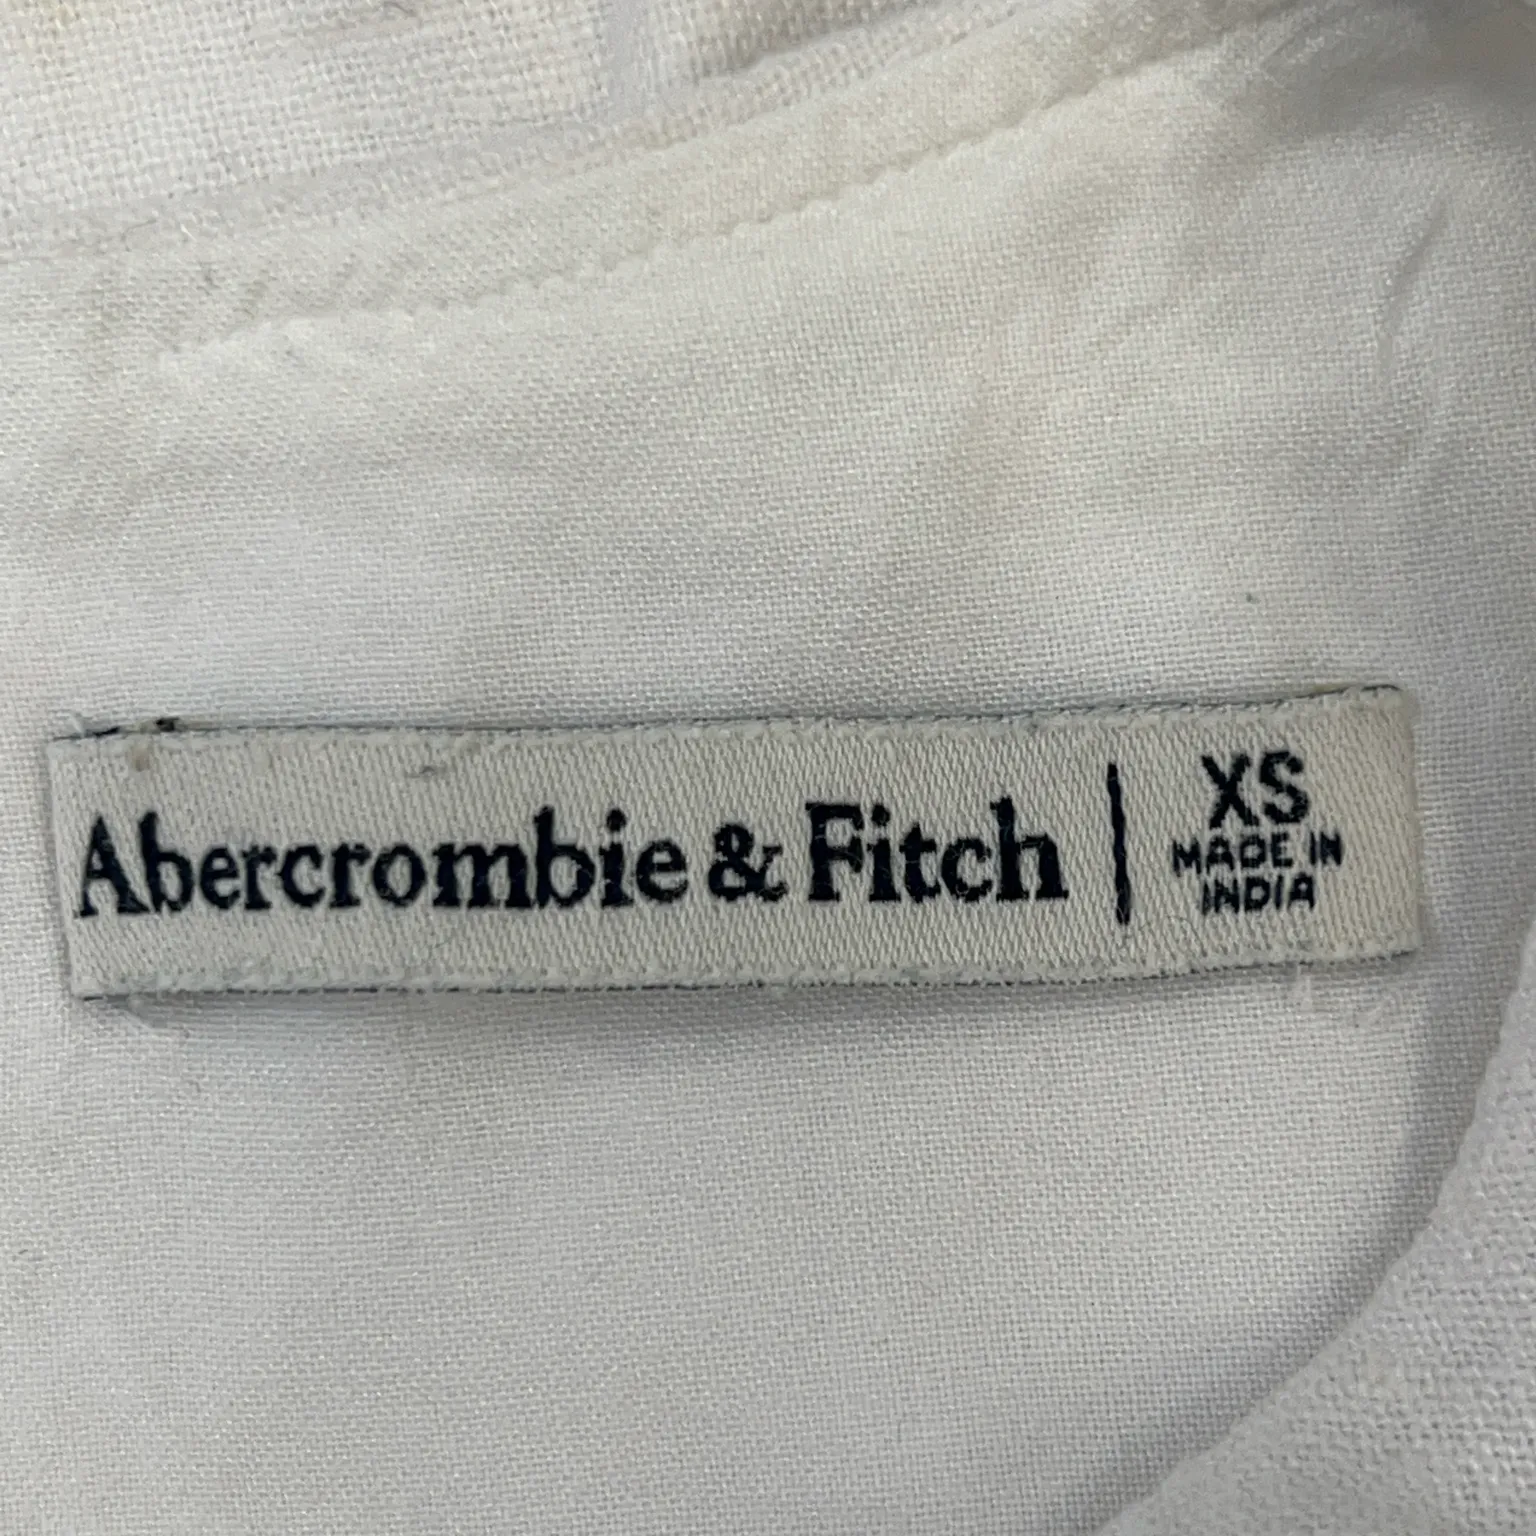 Abercrombie & Fitch | XS
MADE IN
INDIA